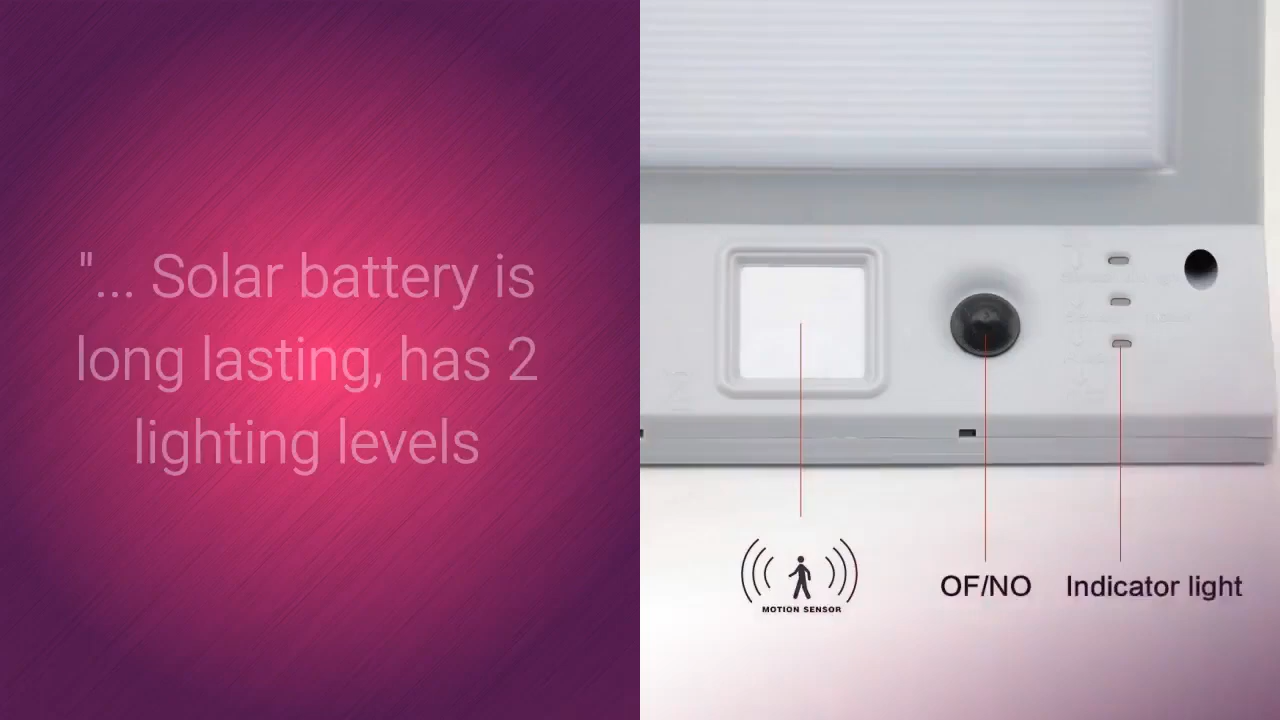 "... Solar battery is
long lasting, has 2
lighting levels
MOTION SENSOR
OF/NO
Indicator light